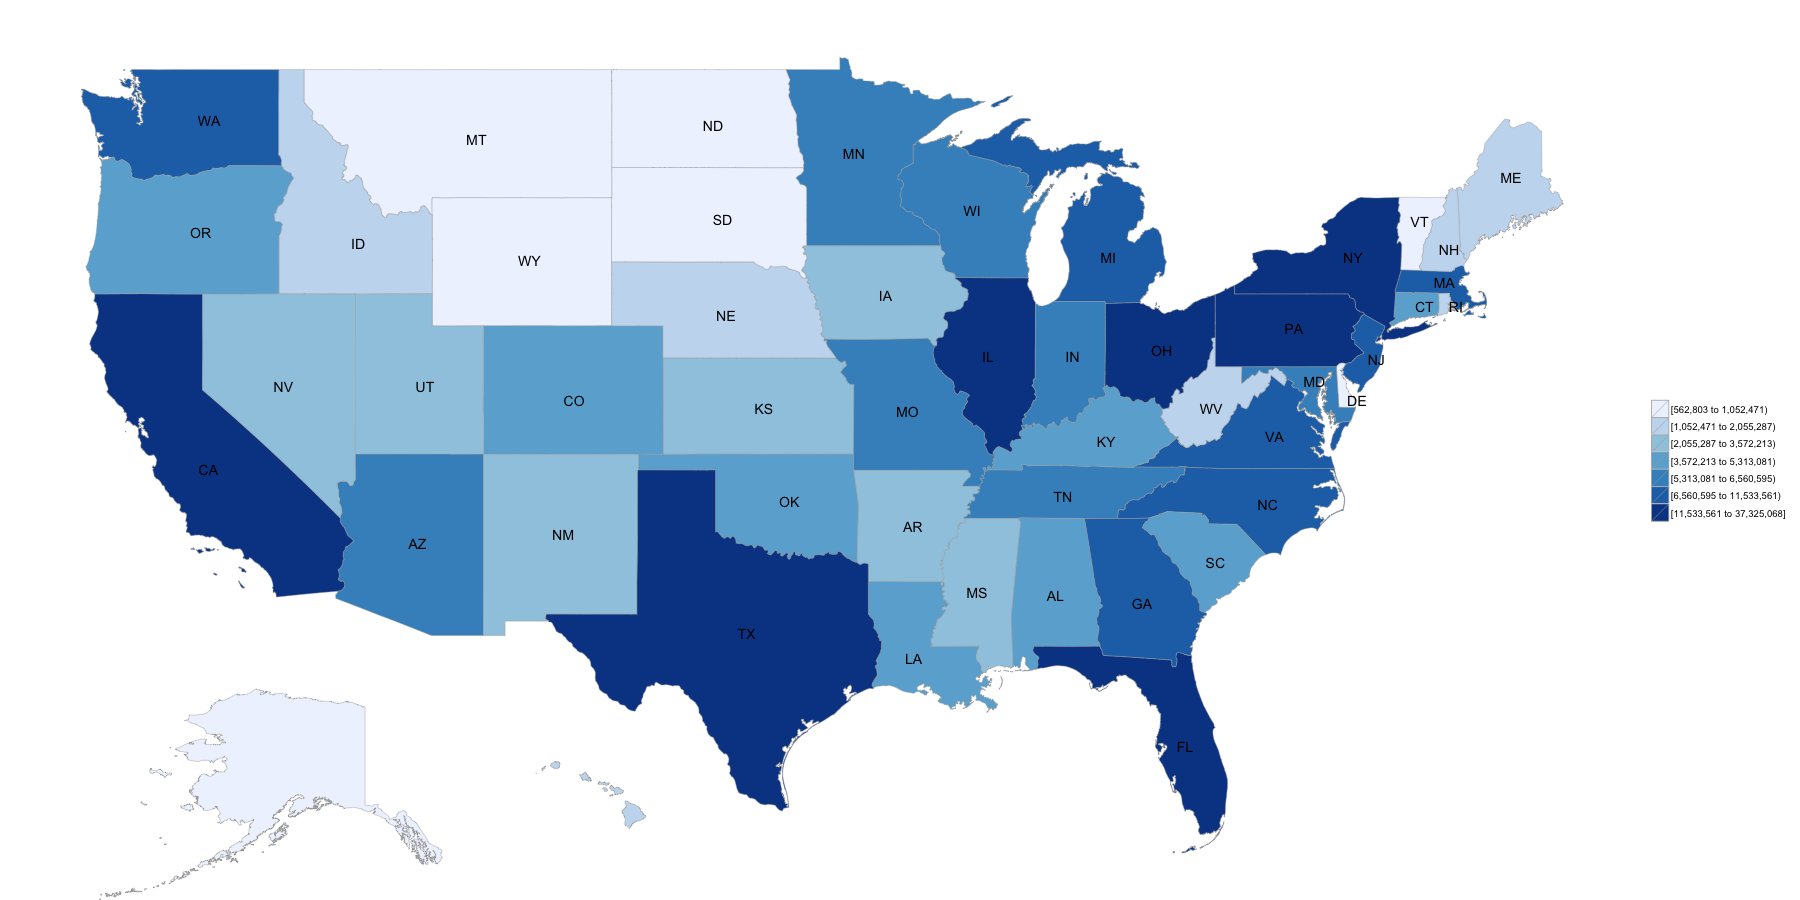 WA
MT
ND
MN
ME
OR
ID
WY
SD
WI
MI
VT
NH
NY
MA
CT
RI
IA
NE
PA
NV
UT
CO
KS
IL
IN
OH
NJ
MD
DE
WV
MO
KY
VA
CA
AZ
NM
OK
AR
TN
NC
SC
MS
AL
GA
TX
LA
FL
[562,803 to 1,052,471)
[1,052,471 to 2,055,287)
[2,055,287 to 3,572,213)
[3,572,213 to 5,313,081)
[5,313,081 to 6,560,595)
[6,560,595 to 11,533,561)
[11,533,561 to 37,325,068]